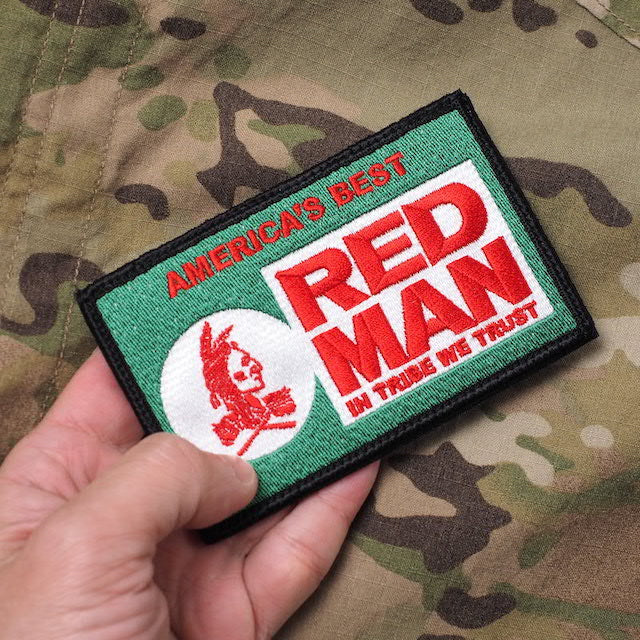 AMERICA'S BEST
RED
MAN
IN TRIBE WE TRUST